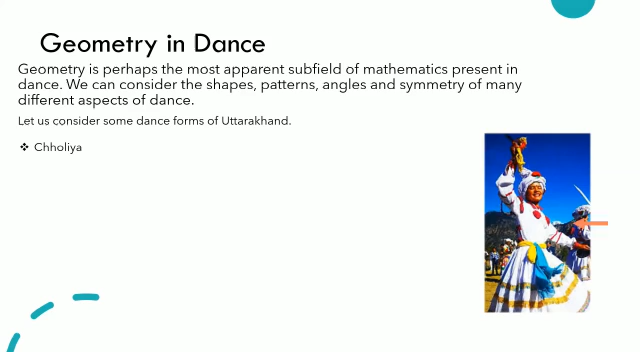 Geometry in Dance
Geometry is perhaps the most apparent subfield of mathematics present in
dance. We can consider the shapes, patterns, angles and symmetry of many
different aspects of dance.
Let us consider some dance forms of Uttarakhand.
❖ Chholiya